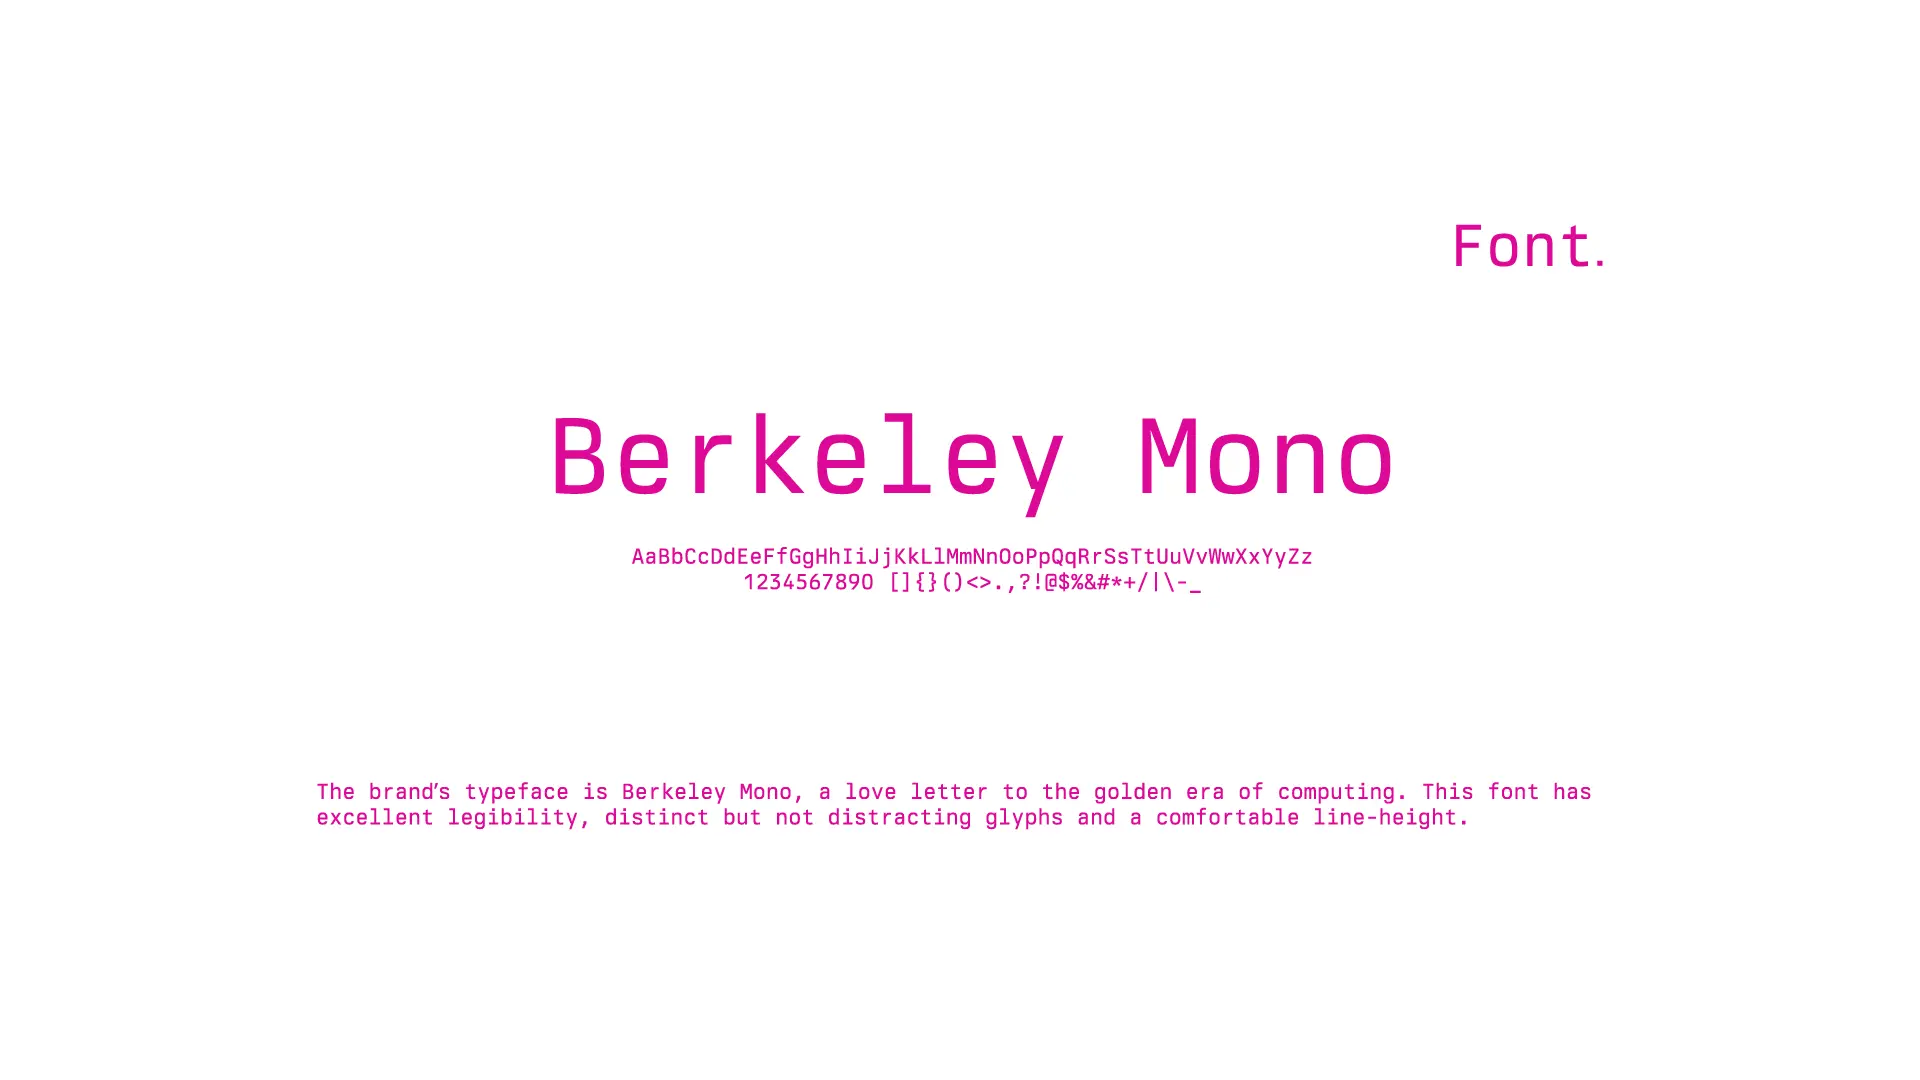 Font.
Berkeley Mono
AaBbCcDdEeFfGgHhIiJjKkLlMmNnOoPpQqRrSsTtUuVvWwXxYyZz
1234567890 []{}()<>.,?!@$%&#*+/|\-_
The brand’s typeface is Berkeley Mono, a love letter to the golden era of computing. This font has
excellent legibility, distinct but not distracting glyphs and a comfortable line-height.